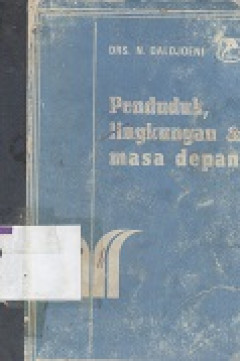 DRS. N. DALDJOENI
Penduduk,
lingkungan &
masa depan